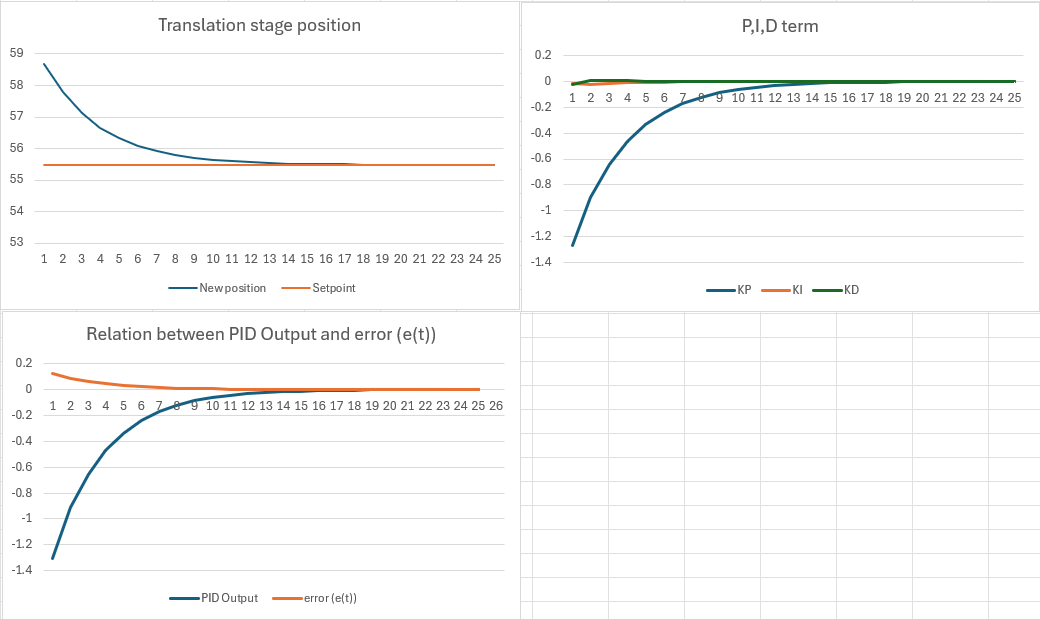 Translation stage position
59
58
57
56
55
54
53
1 2 3 4 5 6 7 8 9 10 11 12 13 14 15 16 17 18 19 20 21 22 23 24 25
New position Setpoint
P,I,D term
0.2
0
-0.2
-0.4
-0.6
-0.8
-1
-1.2
-1.4
1 2 3 4 5 6 7 8 9 10 11 12 13 14 15 16 17 18 19 20 21 22 23 24 25
KP KI KD
Relation between PID Output and error (e(t))
0.2
0
-0.2
-0.4
-0.6
-0.8
-1
-1.2
-1.4
1 2 3 4 5 6 7 8 9 10 11 12 13 14 15 16 17 18 19 20 21 22 23 24 25 26
PID Output error (e(t))